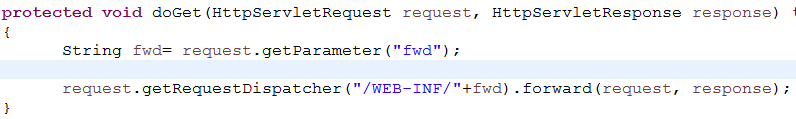 protected void doGet(HttpServletRequest request, HttpServletResponse response) t
{
String fwd= request.getParameter("fwd");
request.getRequestDispatcher("/WEB-INF/"+fwd).forward(request, response);
}